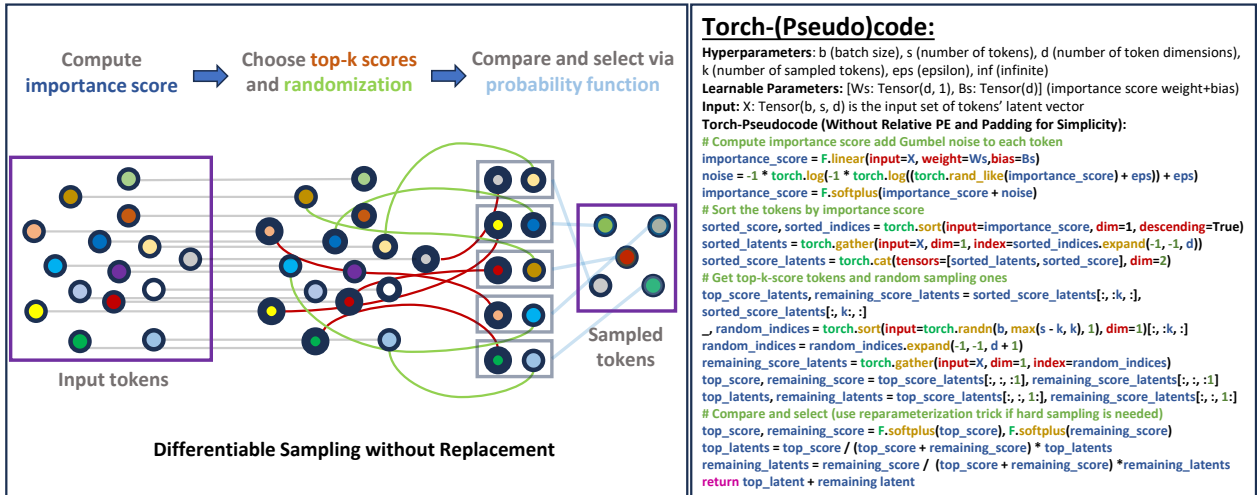 Compute
importance score
Choose top-k scores
and randomization
Compare and select via
probability function
Input tokens
Sampled
tokens
Differentiable Sampling without Replacement
Torch-(Pseudo)code:
Hyperparameters: b (batch size), s (number of tokens), d (number of token dimensions),
k (number of sampled tokens), eps (epsilon), inf (infinite)
Learnable Parameters: [Ws: Tensor(d, 1), Bs: Tensor(d)] (importance score weight+bias)
Input: X: Tensor(b, s, d) is the input set of tokens' latent vector
Torch-Pseudocode (Without Relative PE and Padding for Simplicity):
# Compute importance score add Gumbel noise to each token
importance_score = F.linear(input=X, weight=Ws,bias=Bs)
noise = -1 * torch.log(-1 * torch.log((torch.rand_like(importance_score) + eps)) + eps)
importance_score = F.softplus(importance_score + noise)
# Sort the tokens by importance score
sorted_score, sorted_indices = torch.sort(input=importance_score, dim=1, descending=True)
sorted_latents = torch.gather(input=X, dim=1, index=sorted_indices.expand(-1, -1, d))
sorted_score_latents = torch.cat(tensors=[sorted_latents, sorted_score], dim=2)
# Get top-k-score tokens and random sampling ones
top_score_latents, remaining_score_latents = sorted_score_latents[:, :k, :],
sorted_score_latents[:, k:, :]
_, random_indices = torch.sort(input=torch.randn(b, max(s - k, k), 1), dim=1)[:, :k, :]
random_indices = random_indices.expand(-1, -1, d + 1)
remaining_score_latents = torch.gather(input=X, dim=1, index=random_indices)
top_score, remaining_score = top_score_latents[:, :, :1], remaining_score_latents[:, :, :1]
top_latents, remaining_latents = top_score_latents[:, :, 1:], remaining_score_latents[:, :, 1:]
# Compare and select (use reparameterization trick if hard sampling is needed)
top_score, remaining_score = F.softplus(top_score), F.softplus(remaining_score)
top_latents = top_score / (top_score + remaining_score) * top_latents
remaining_latents = remaining_score / (top_score + remaining_score) *remaining_latents
return top_latent + remaining latent